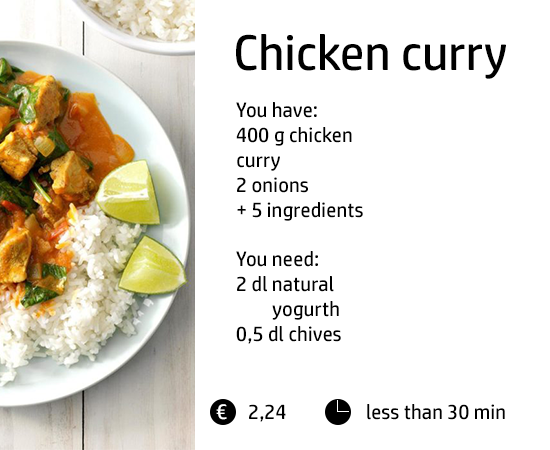 Chicken curry
You have:
400 g chicken
curry
2 onions
+ 5 ingredients
You need:
2 dl natural
yogurth
0,5 dl chives
€ 2,24
less than 30 min